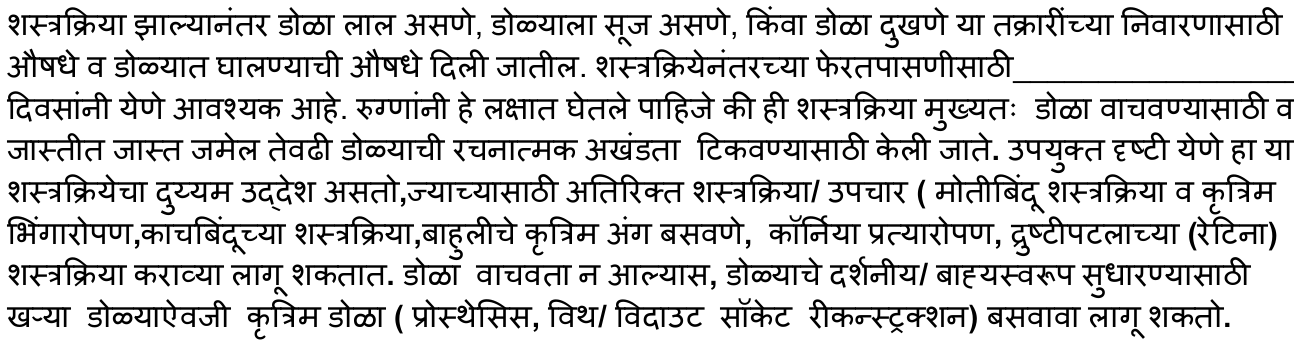 शस्त्रक्रिया झाल्यानंतर डोळा लाल असणे, डोळ्याला सूज असणे, किंवा डोळा दुखणे या तक्रारींच्या निवारणासाठी
औषधे व डोळ्यात घालण्याची औषधे दिली जातील. शस्त्रक्रियेनंतरच्या फेरतपासणीसाठी__________________
दिवसांनी येणे आवश्यक आहे. रुग्णांनी हे लक्षात घेतले पाहिजे की ही शस्त्रक्रिया मुख्यतः  डोळा वाचवण्यासाठी व
जास्तीत जास्त जमेल तेवढी डोळ्याची रचनात्मक अखंडता  टिकवण्यासाठी केली जाते. उपयुक्त दृष्टी येणे हा या
शस्त्रक्रियेचा दुय्यम उद्देश असतो,ज्याच्यासाठी अतिरिक्त शस्त्रक्रिया/ उपचार ( मोतीबिंदू शस्त्रक्रिया व कृत्रिम
भिंगारोपण,काचबिंदूच्या शस्त्रक्रिया,बाहुलीचे कृत्रिम अंग बसवणे,  कॉर्निया प्रत्यारोपण, द्रुष्टीपटलाच्या (रेटिना)
शस्त्रक्रिया कराव्या लागू शकतात. डोळा  वाचवता न आल्यास, डोळ्याचे दर्शनीय/ बाह्यस्वरूप सुधारण्यासाठी
खऱ्या  डोळ्याऐवजी  कृत्रिम डोळा ( प्रोस्थेसिस, विथ/ विदाउट  सॉकेट  रीकन्स्ट्रक्शन) बसवावा लागू शकतो.